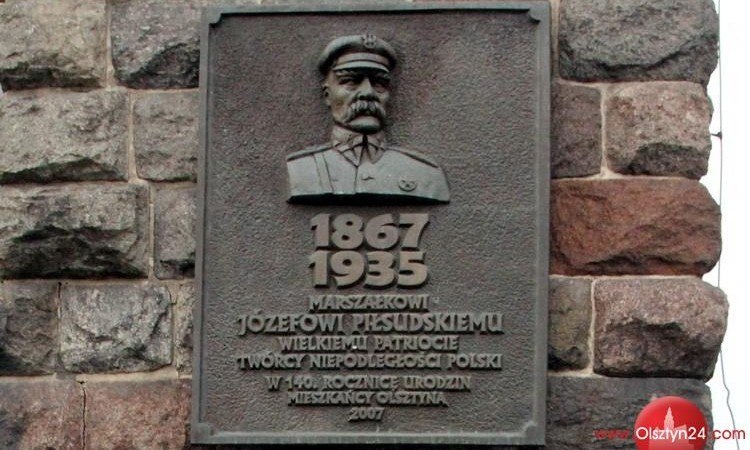 1867
1935
MARSZAŁKOWI
JÓZEFOWI PIŁSUDSKIEMU
WIELKIEMU PATRIOCIE
TWÓRCY NIEPODLEGŁOŚCI POLSKI
W 140. ROCZNICĘ URODZIN
MIESZKAŃCY OLSZTYNA
2007
www.Olsztyn24.com